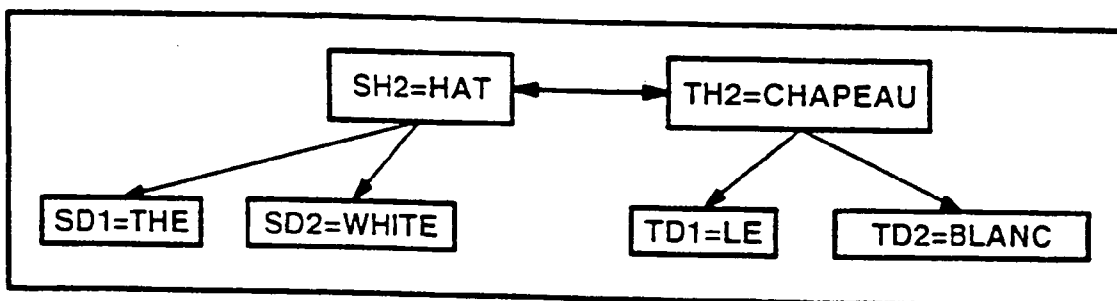 SH2=HAT
TH2=CHAPEAU
SD1=THE
SD2=WHITE
TD1=LE
TD2=BLANC